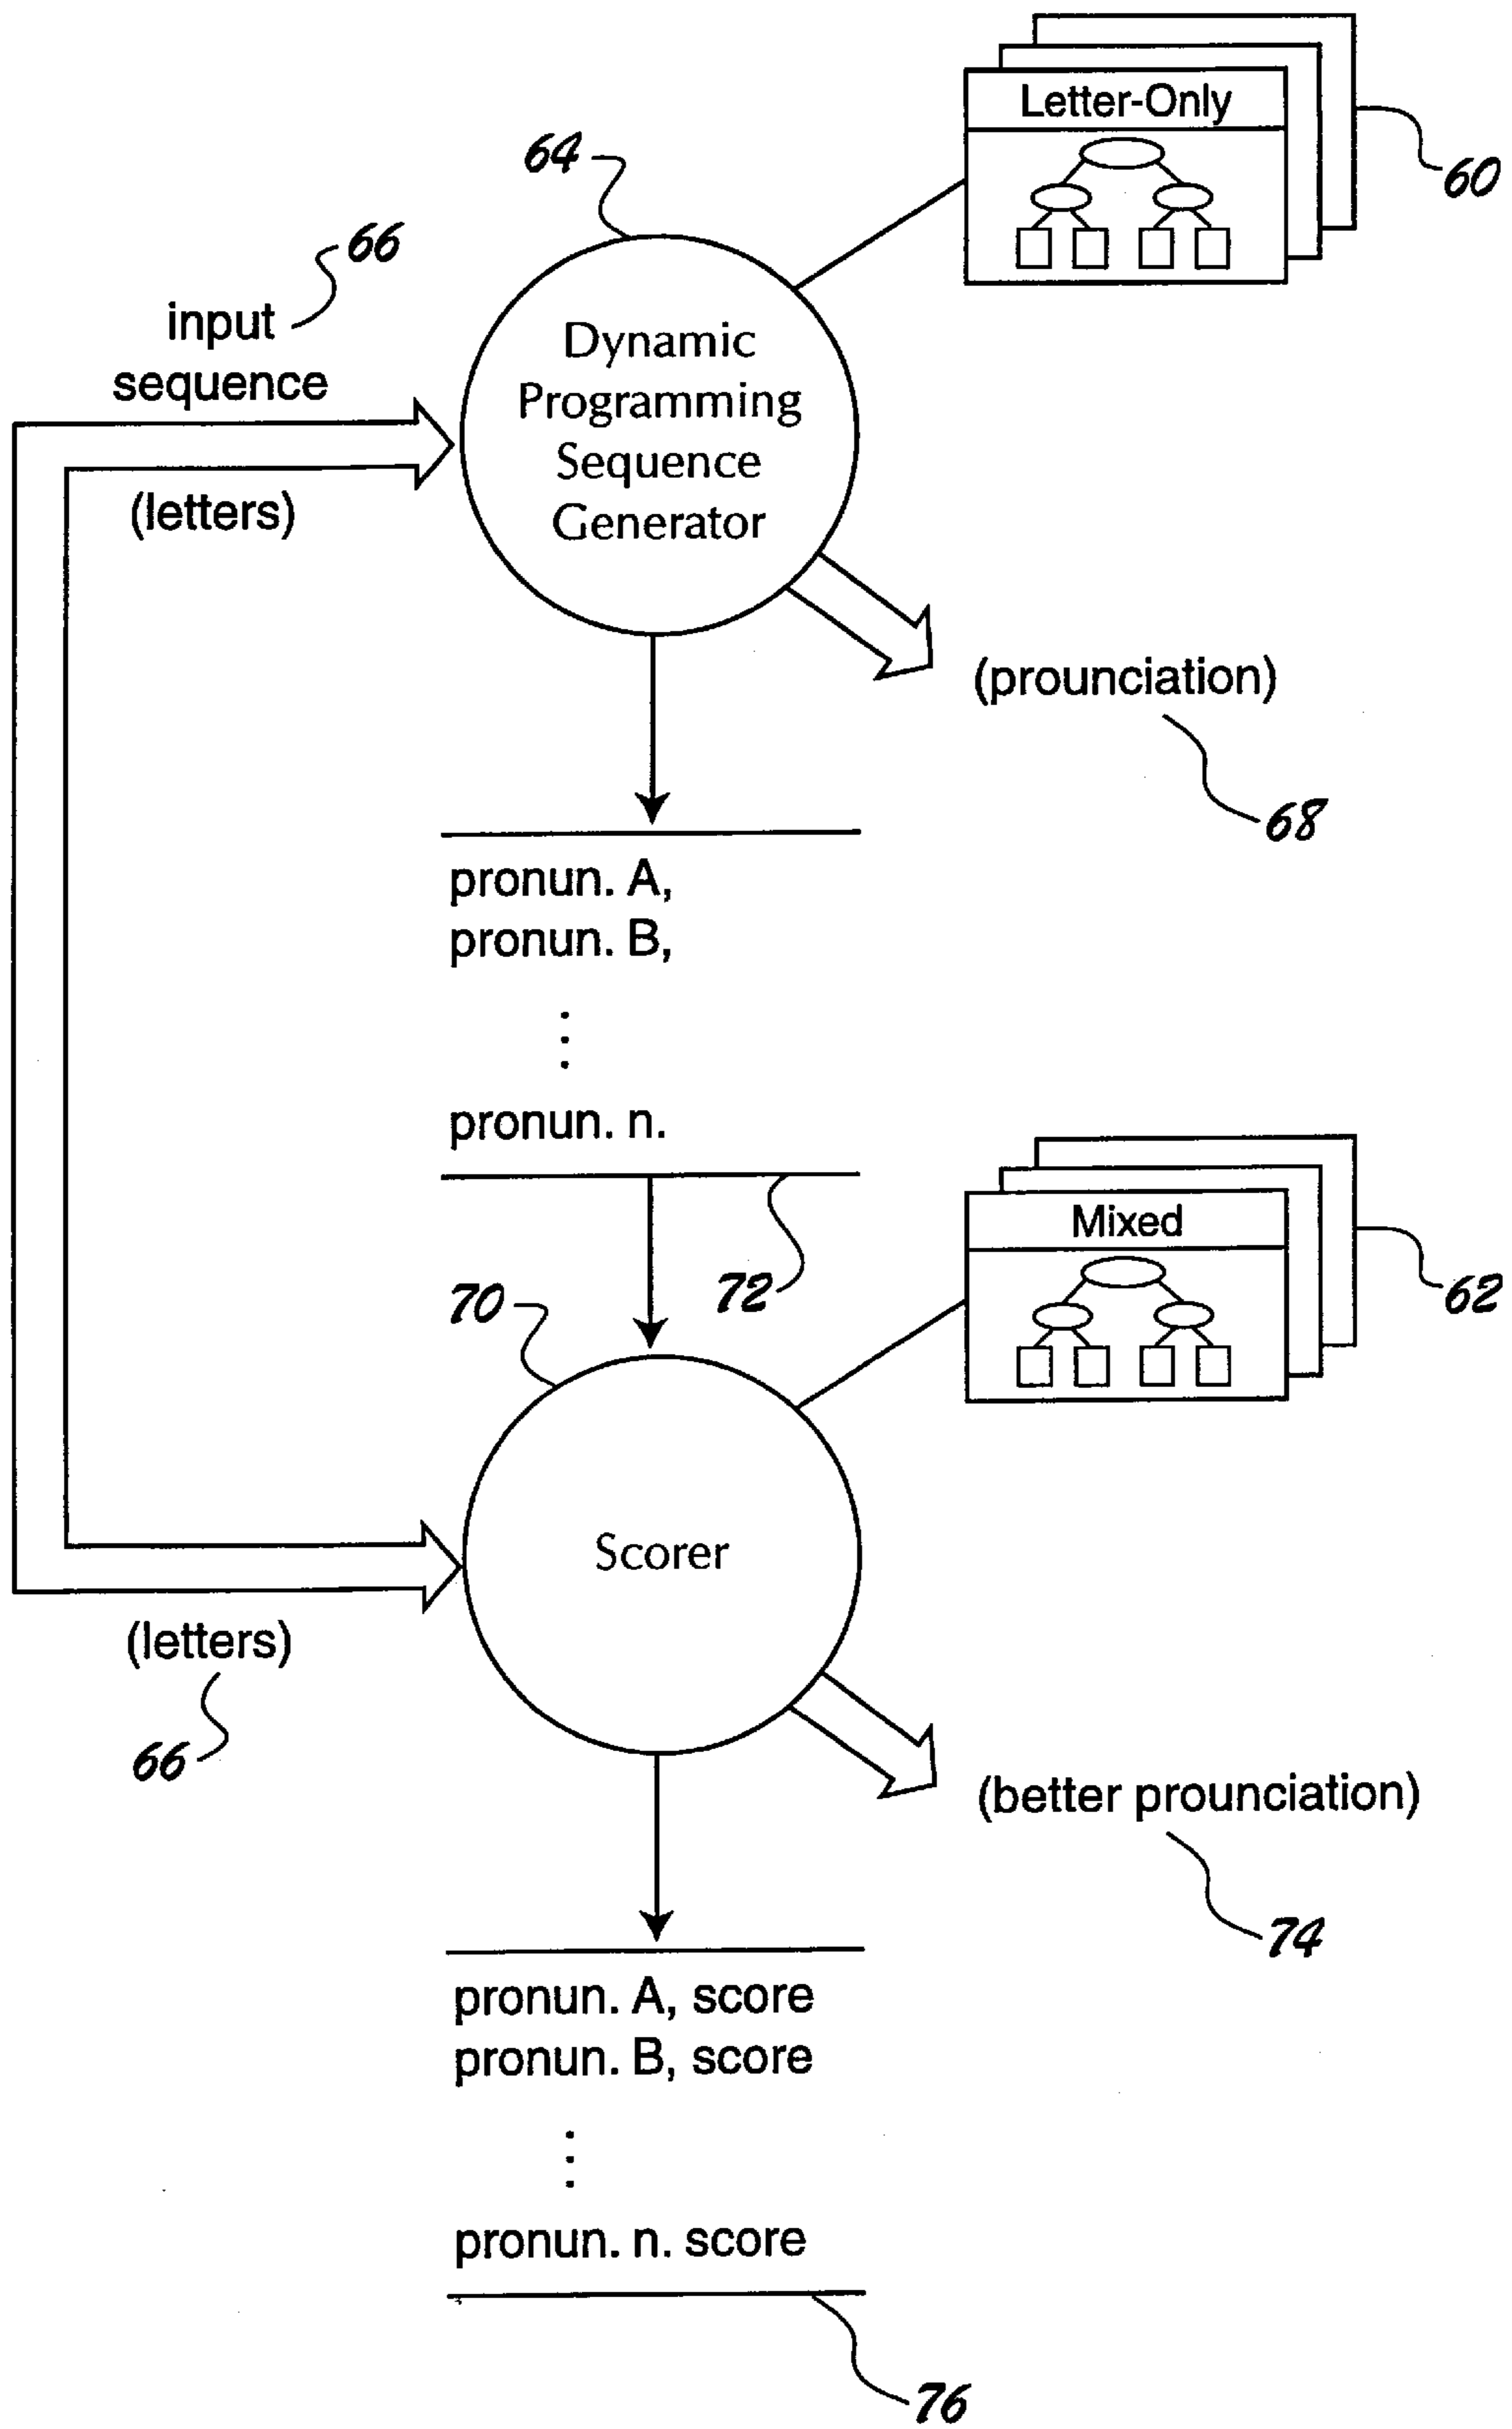 Letter-Only
60
64
66
input
sequence
(letters)
Dynamic
Programming
Sequence
Generator
(prounciation)
68
pronun. A,
pronun. B,
⋮
pronun. n.
72
Mixed
62
70
Scorer
(letters)
66
(better prounciation)
74
pronun. A, score
pronun. B, score
⋮
pronun. n. score
76